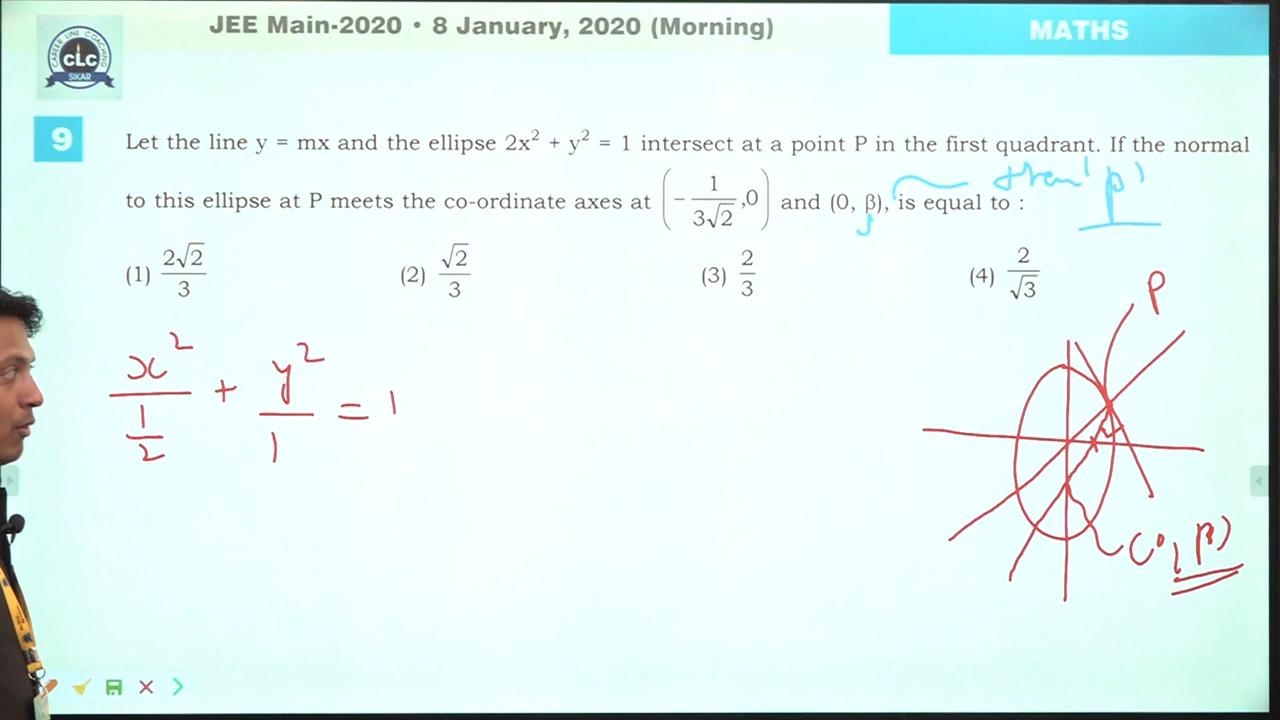 JEE Main-2020 • 8 January, 2020 (Morning)
MATHS
CAREER LINE COACHING
CLC
SIKAR
9
Let the line y = mx and the ellipse 2x² + y² = 1 intersect at a point P in the first quadrant. If the normal
then 'β'
to this ellipse at P meets the co-ordinate axes at (-1/(3√2), 0) and (0, β), is equal to :
(1) 2√2/3 (2) √2/3 (3) 2/3 (4) 2/√3
P
x²/(1/2) + y²/1 = 1
(0, β)